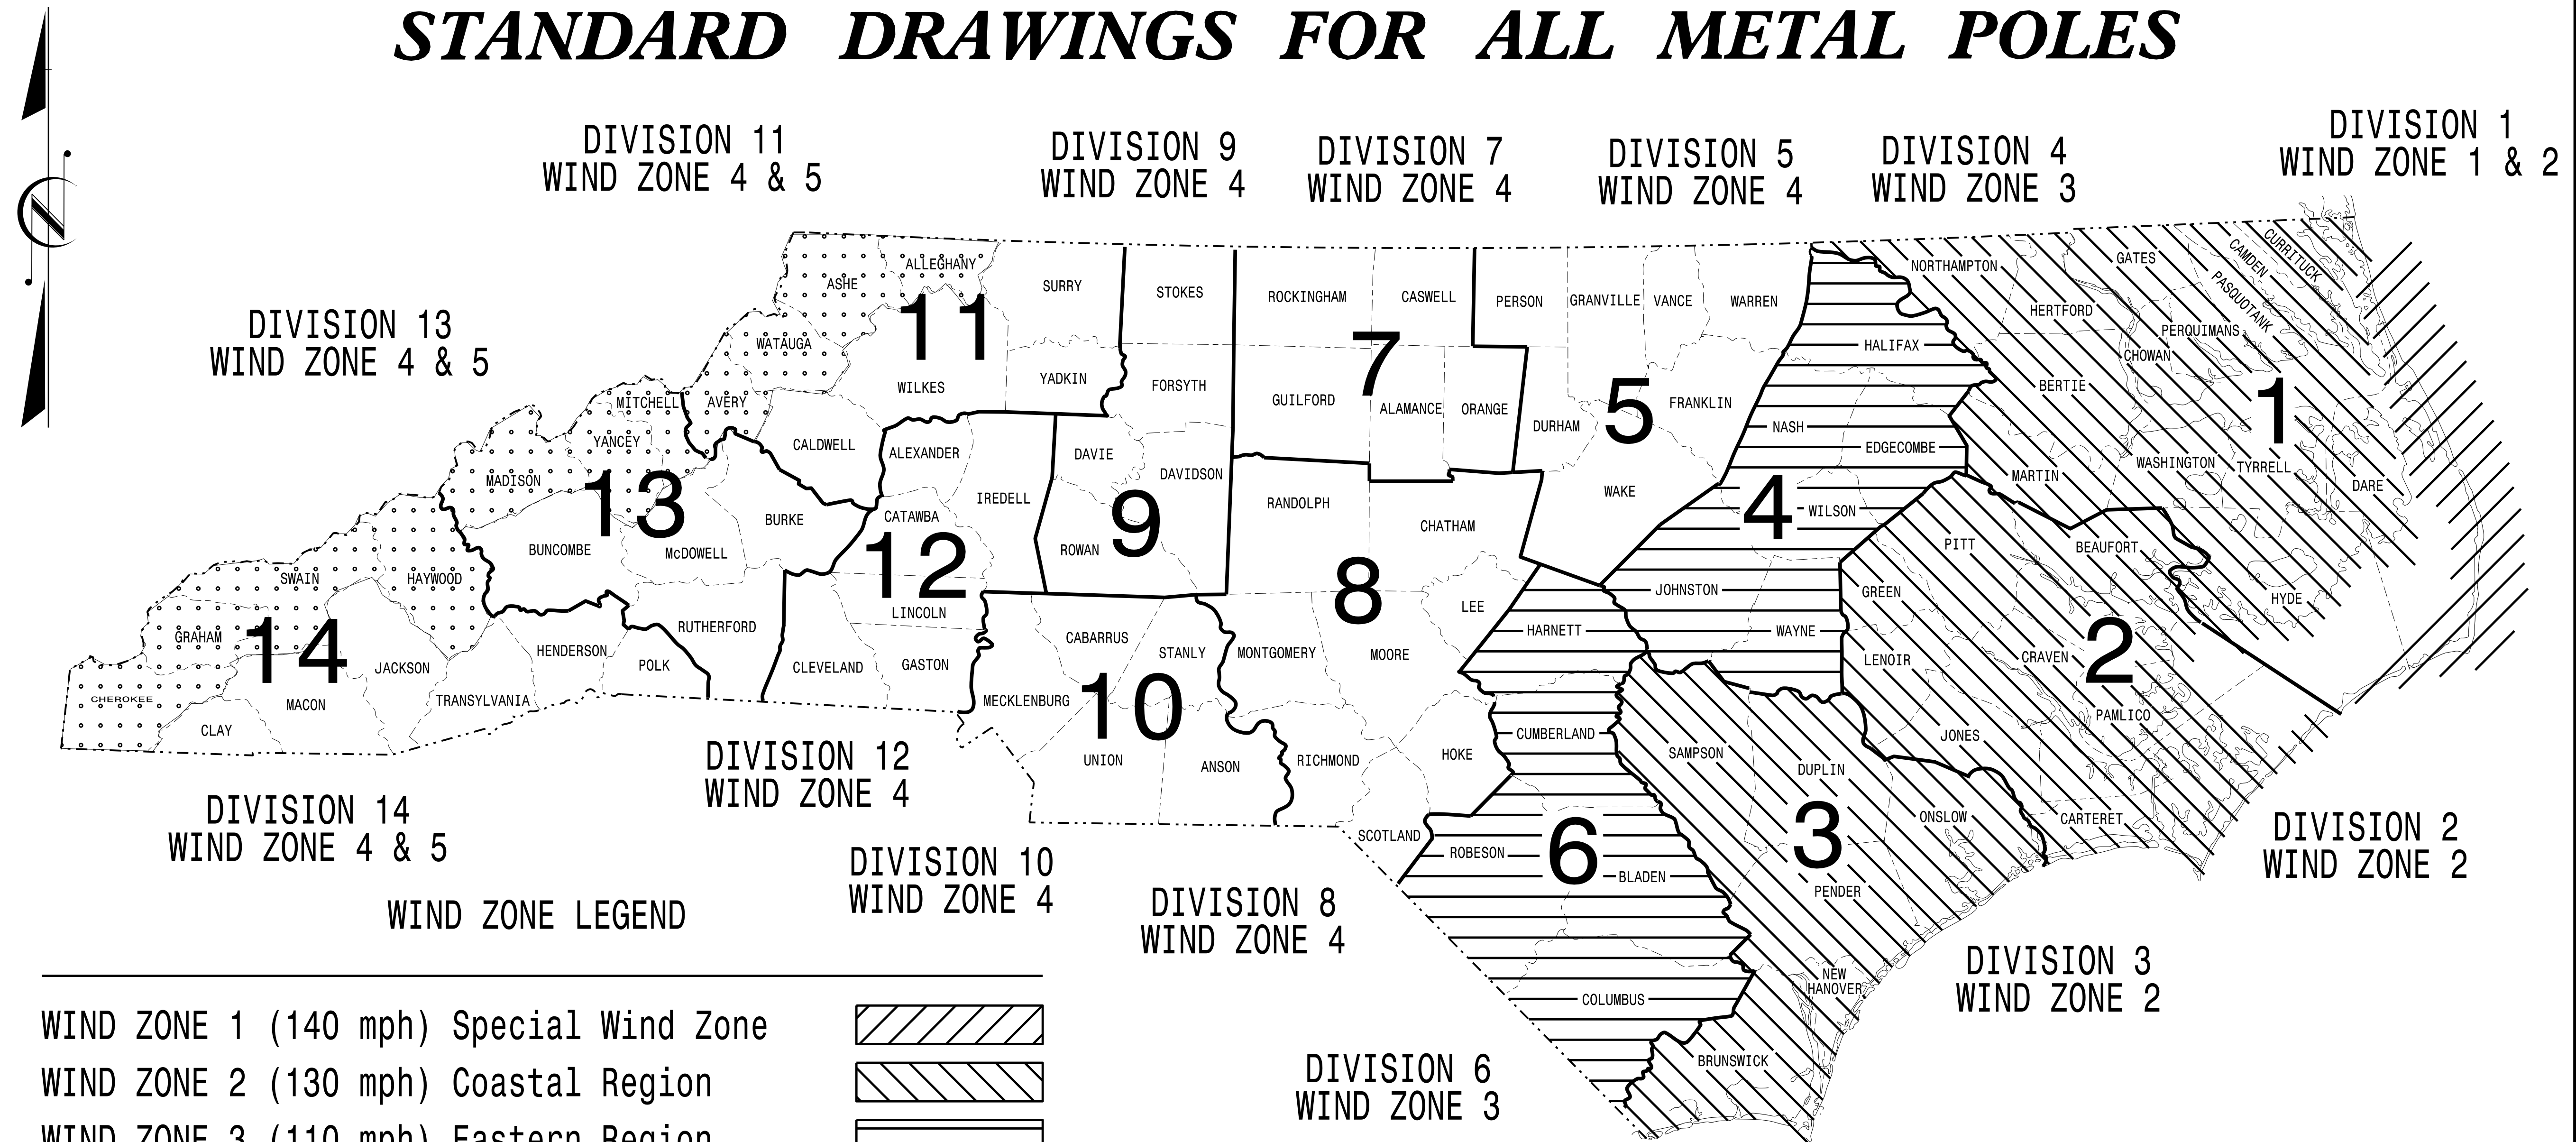 STANDARD DRAWINGS FOR ALL METAL POLES
DIVISION 11
WIND ZONE 4 & 5
DIVISION 9
WIND ZONE 4
DIVISION 7
WIND ZONE 4
DIVISION 5
WIND ZONE 4
DIVISION 4
WIND ZONE 3
DIVISION 1
WIND ZONE 1 & 2
DIVISION 13
WIND ZONE 4 & 5
N
ASHE
ALLEGHANY
11
SURRY
WATAUGA
WILKES
YADKIN
MITCHELL
AVERY
CALDWELL
STOKES
FORSYTH
ROCKINGHAM
CASWELL
7
GUILFORD
ALAMANCE
ORANGE
PERSON
GRANVILLE
VANCE
WARREN
5
FRANKLIN
DURHAM
WAKE
NORTHAMPTON
HALIFAX
NASH
EDGECOMBE
4
WILSON
JOHNSTON
WAYNE
GATES
CAMDEN
CURRITUCK
PASQUOTANK
HERTFORD
PERQUIMANS
CHOWAN
BERTIE
1
MARTIN
WASHINGTON
TYRRELL
DARE
HYDE
YANCEY
MADISON
13
BUNCOMBE
McDOWELL
BURKE
RUTHERFORD
ALEXANDER
IREDELL
CATAWBA
12
LINCOLN
CLEVELAND
GASTON
DAVIE
DAVIDSON
9
ROWAN
RANDOLPH
CHATHAM
8
LEE
MONTGOMERY
MOORE
RICHMOND
HOKE
SCOTLAND
SWAIN
HAYWOOD
GRAHAM
14
JACKSON
CHEROKEE
MACON
CLAY
TRANSYLVANIA
HENDERSON
POLK
CABARRUS
STANLY
MECKLENBURG
10
UNION
ANSON
HARNETT
CUMBERLAND
6
ROBESON
BLADEN
COLUMBUS
PITT
BEAUFORT
GREEN
LENOIR
CRAVEN
2
PAMLICO
JONES
CARTERET
SAMPSON
DUPLIN
3
ONSLOW
PENDER
NEW
HANOVER
BRUNSWICK
DIVISION 14
WIND ZONE 4 & 5
DIVISION 12
WIND ZONE 4
DIVISION 10
WIND ZONE 4
DIVISION 8
WIND ZONE 4
DIVISION 6
WIND ZONE 3
DIVISION 3
WIND ZONE 2
DIVISION 2
WIND ZONE 2
WIND ZONE LEGEND
WIND ZONE 1 (140 mph) Special Wind Zone
WIND ZONE 2 (130 mph) Coastal Region
WIND ZONE 3 (110 mph) Eastern Region